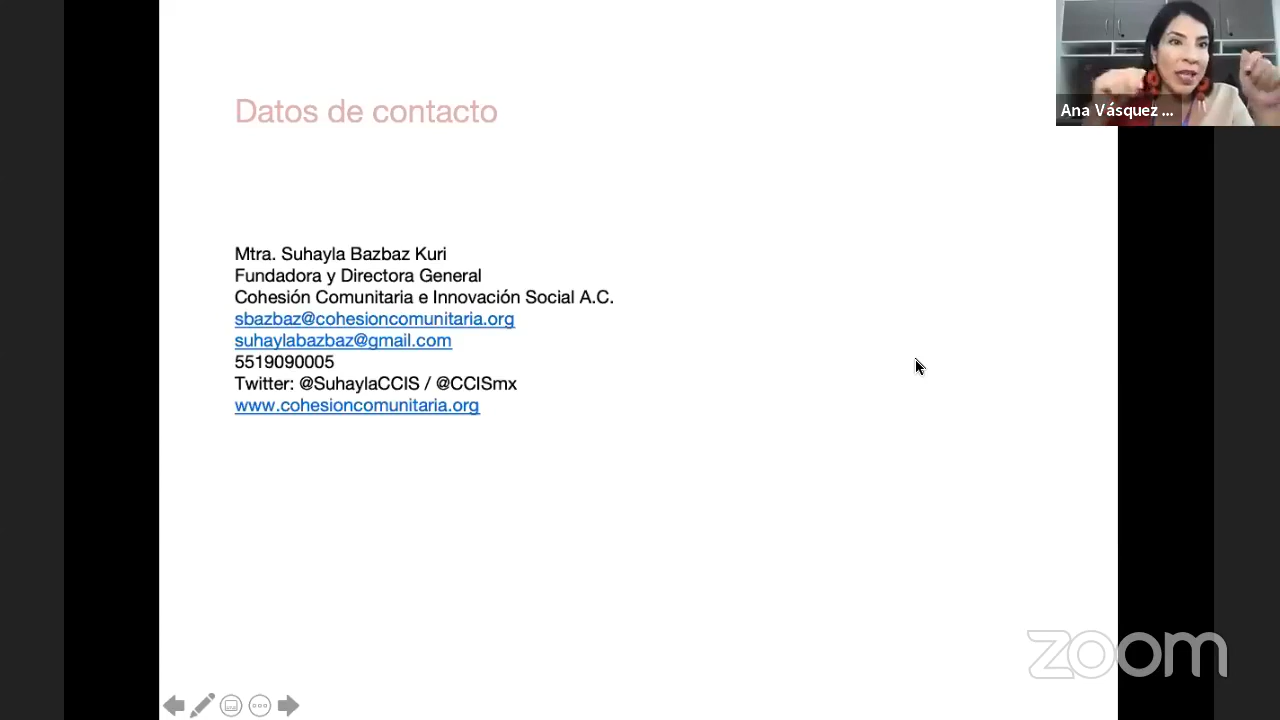 Datos de contacto
Ana Vásquez ...
Mtra. Suhayla Bazbaz Kuri
Fundadora y Directora General
Cohesión Comunitaria e Innovación Social A.C.
sbazbaz@cohesioncomunitaria.org
suhaylabazbaz@gmail.com
5519090005
Twitter: @SuhaylaCCIS / @CCISmx
www.cohesioncomunitaria.org
zoom